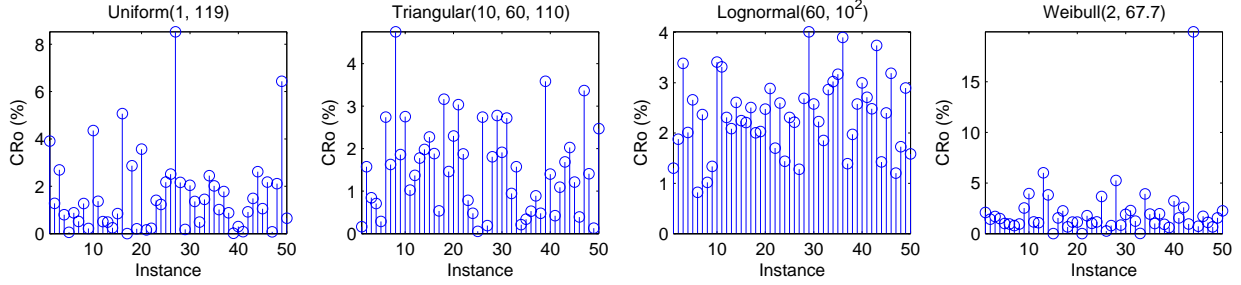 Uniform(1, 119)
CRo (%)
8
6
4
2
0
10 20 30 40 50
Instance
Triangular(10, 60, 110)
CRo (%)
4
3
2
1
0
10 20 30 40 50
Instance
Lognormal(60, 10²)
CRo (%)
4
3
2
1
0
10 20 30 40 50
Instance
Weibull(2, 67.7)
CRo (%)
15
10
5
0
10 20 30 40 50
Instance